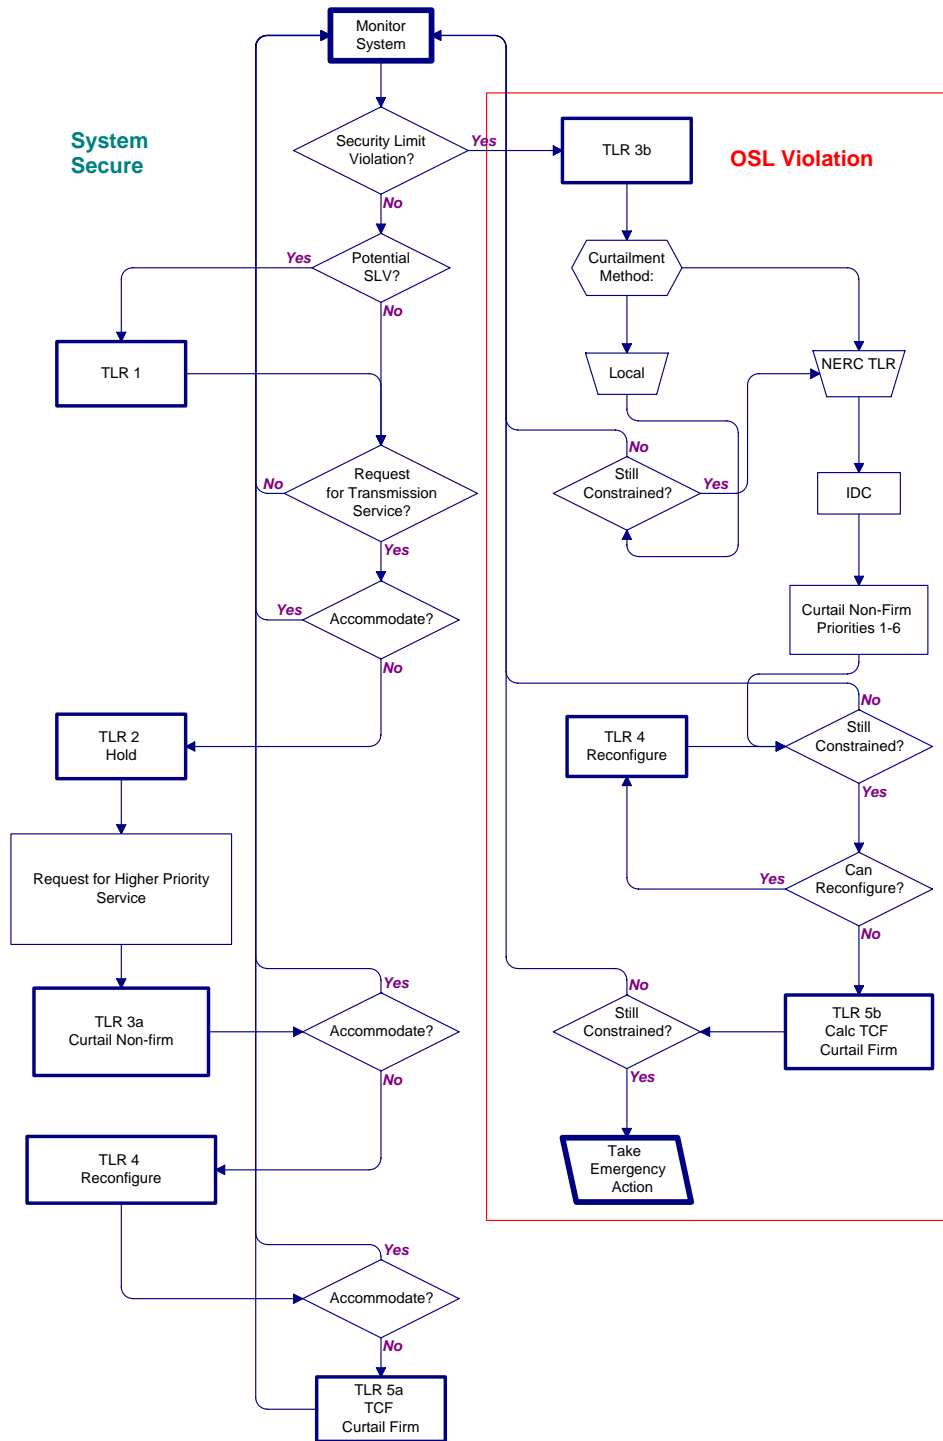 Monitor
System
System
Secure
Security Limit
Violation?
Yes
No
TLR 3b
OSL Violation
Yes
Potential
SLV?
No
Curtailment
Method:
TLR 1
Local
NERC TLR
No
Request
for Transmission
Service?
Yes
No
Still
Constrained?
Yes
IDC
Yes
Accommodate?
No
Curtail Non-Firm
Priorities 1-6
TLR 2
Hold
TLR 4
Reconfigure
No
Still
Constrained?
Yes
Request for Higher Priority
Service
Yes
Can
Reconfigure?
No
TLR 3a
Curtail Non-firm
Yes
Accommodate?
No
No
Still
Constrained?
Yes
TLR 5b
Calc TCF
Curtail Firm
TLR 4
Reconfigure
Take
Emergency
Action
Yes
Accommodate?
No
TLR 5a
TCF
Curtail Firm